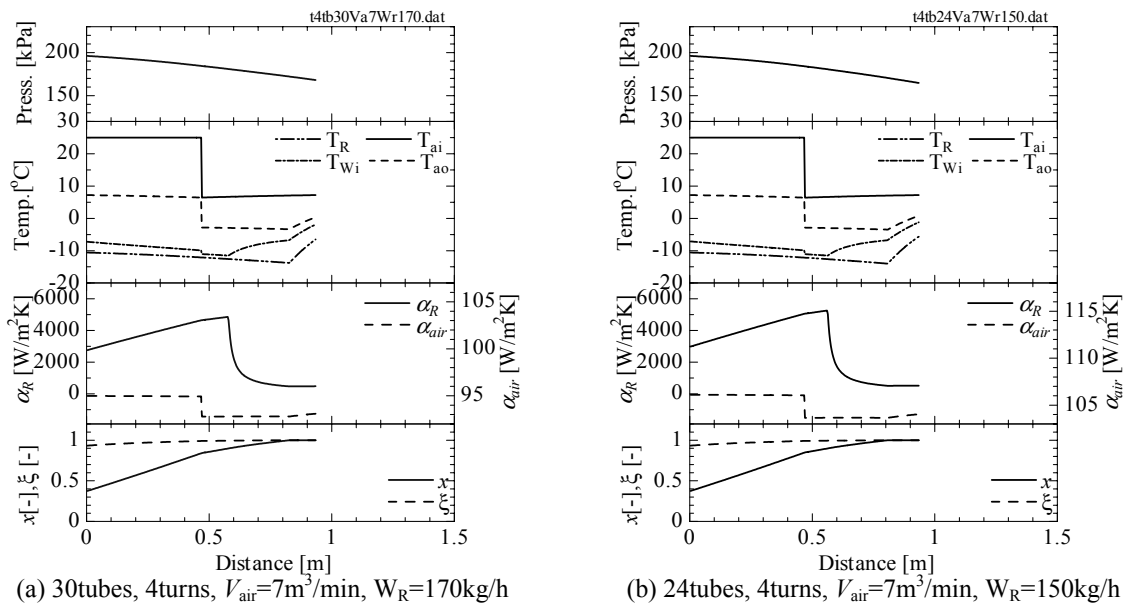 t4tb30Va7Wr170.dat
Press. [kPa]
200
150
30
T_R T_ai
T_Wi T_ao
Temp.[°C]
20
10
0
-10
-20
α_R
α_air
α_R [W/m²K]
6000
4000
2000
0
α_air [W/m²K]
103
100
95
x
ξ
x[-],ξ [-]
1
0.5
0
0 0.5 1 1.5
Distance [m]
(a) 30tubes, 4turns, V_air=7m³/min, W_R=170kg/h
t4tb24Va7Wr150.dat
Press. [kPa]
200
150
30
T_R T_ai
T_Wi T_ao
Temp.[°C]
20
10
0
-10
-20
α_R
α_air
α_R [W/m²K]
6000
4000
2000
0
α_air [W/m²K]
115
110
105
x
ξ
x[-],ξ [-]
1
0.5
0
0 0.5 1 1.5
Distance [m]
(b) 24tubes, 4turns, V_air=7m³/min, W_R=150kg/h